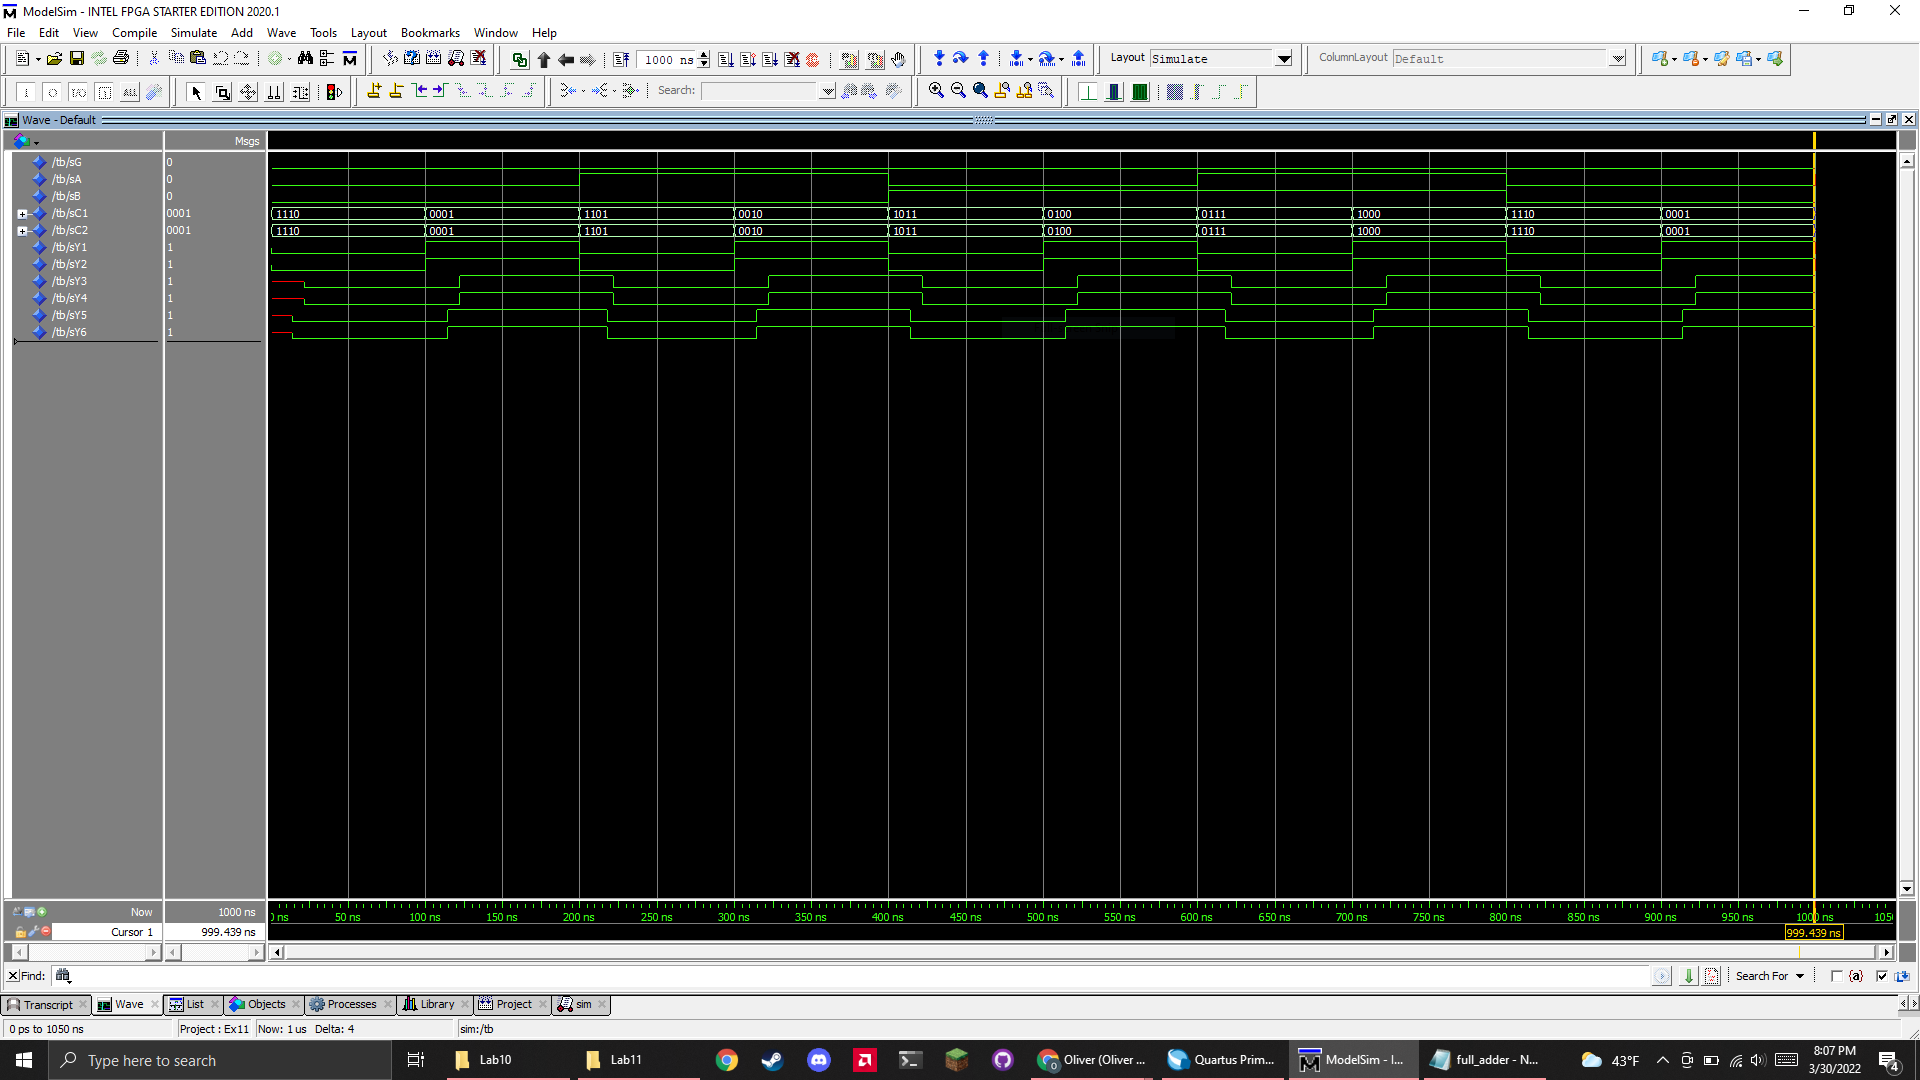 ModelSim - INTEL FPGA STARTER EDITION 2020.1
File Edit View Compile Simulate Add Wave Tools Layout Bookmarks Window Help
1000 ns
Layout Simulate
ColumnLayout Default
ALL
Search:
Wave - Default
Msgs
/tb/sG 0
/tb/sA 0
/tb/sB 0
/tb/sC1 0001 1110 0001 1101 0010 1011 0100 0111 1000 1110 0001
/tb/sC2 0001 1110 0001 1101 0010 1011 0100 0111 1000 1110 0001
/tb/sY1 1
/tb/sY2 1
/tb/sY3 1
/tb/sY4 1
/tb/sY5 1
/tb/sY6 1
Now 1000 ns
ns 50 ns 100 ns 150 ns 200 ns 250 ns 300 ns 350 ns 400 ns 450 ns 500 ns 550 ns 600 ns 650 ns 700 ns 750 ns 800 ns 850 ns 900 ns 950 ns 1000 ns 105
Cursor 1 999.439 ns
999.439 ns
Find:
Search For
{a}
Transcript Wave List Objects Processes Library Project sim
0 ps to 1050 ns Project : Ex11 Now: 1 us Delta: 4 sim:/tb
Type here to search
Lab10
Lab11
Oliver (Oliver ...
Quartus Prim...
ModelSim - I...
full_adder - N...
43°F
8:07 PM
3/30/2022
4